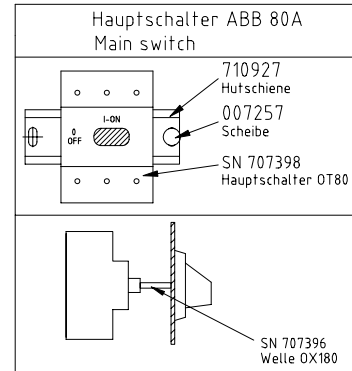 Hauptschalter ABB 80A
Main switch
710927
Hutschiene
I-ON
0
OFF
007257
Scheibe
SN 707398
Hauptschalter OT80
SN 707396
Welle OX180